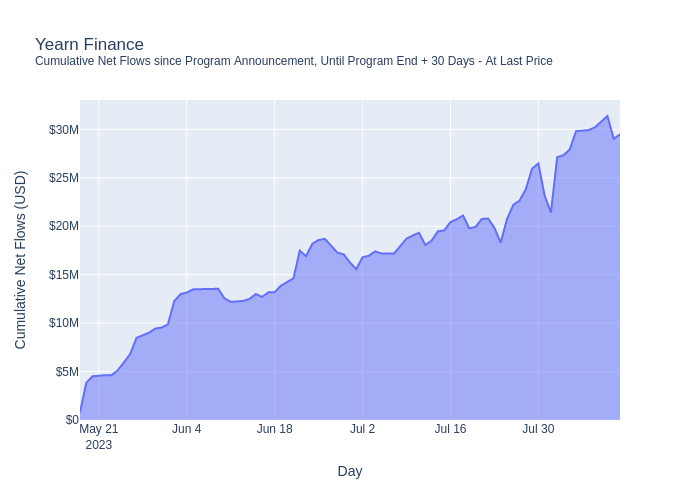 Yearn Finance
Cumulative Net Flows since Program Announcement, Until Program End + 30 Days - At Last Price
Cumulative Net Flows (USD)
$30M
$25M
$20M
$15M
$10M
$5M
$0
May 21 Jun 4 Jun 18 Jul 2 Jul 16 Jul 30
2023
Day